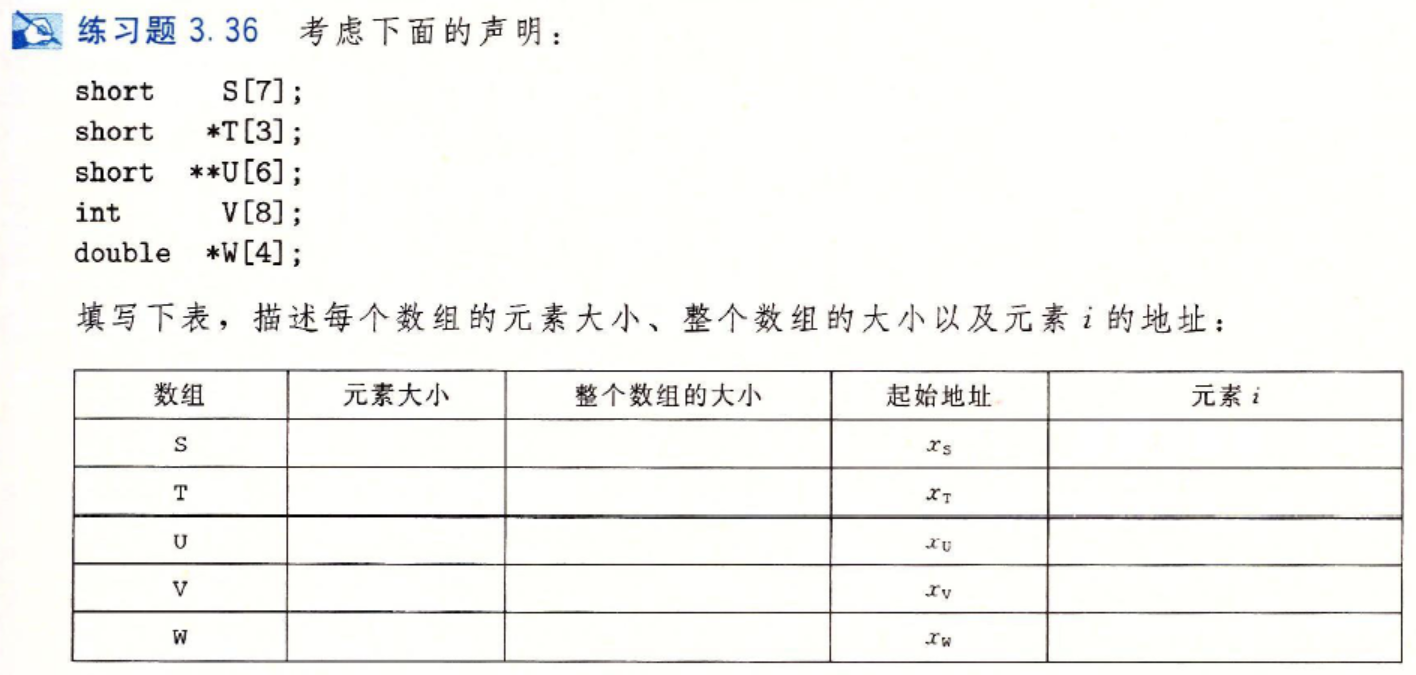 练习题 3.36 考虑下面的声明：
short S[7];
short *T[3];
short **U[6];
int V[8];
double *W[4];
填写下表，描述每个数组的元素大小、整个数组的大小以及元素 i 的地址：
数组 元素大小 整个数组的大小 起始地址 元素 i
S xS
T xT
U xU
V xV
W xW